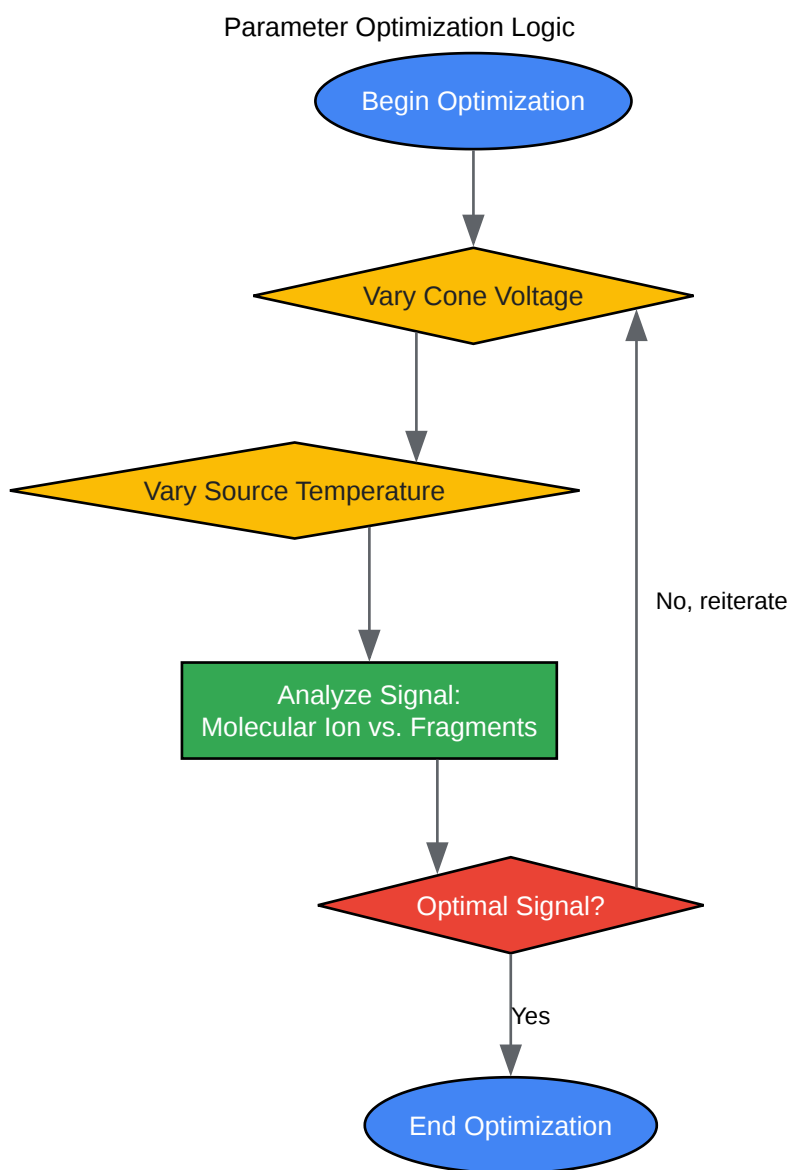 Parameter Optimization Logic
Begin Optimization
Vary Cone Voltage
Vary Source Temperature
No, reiterate
Analyze Signal:
Molecular Ion vs. Fragments
Optimal Signal?
Yes
End Optimization